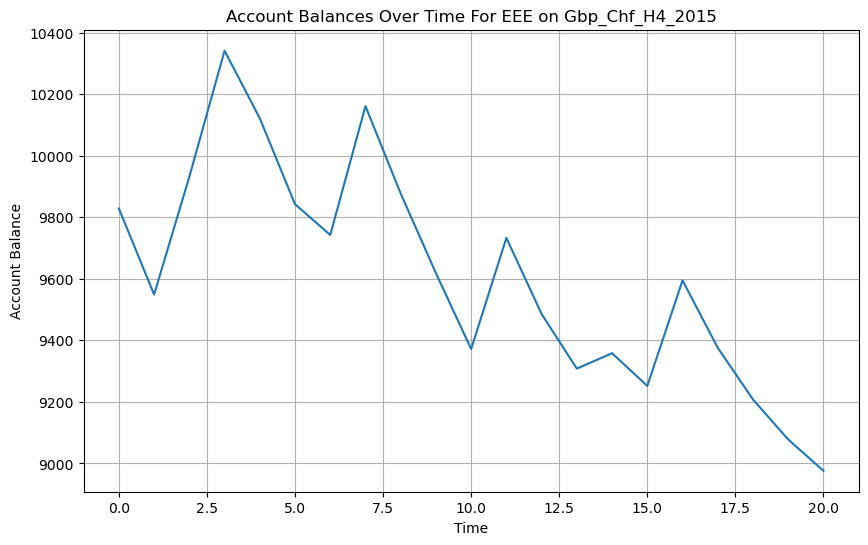 Account Balances Over Time For EEE on Gbp_Chf_H4_2015
10400
10200
10000
9800
9600
9400
9200
9000
Account Balance
0.0 2.5 5.0 7.5 10.0 12.5 15.0 17.5 20.0
Time